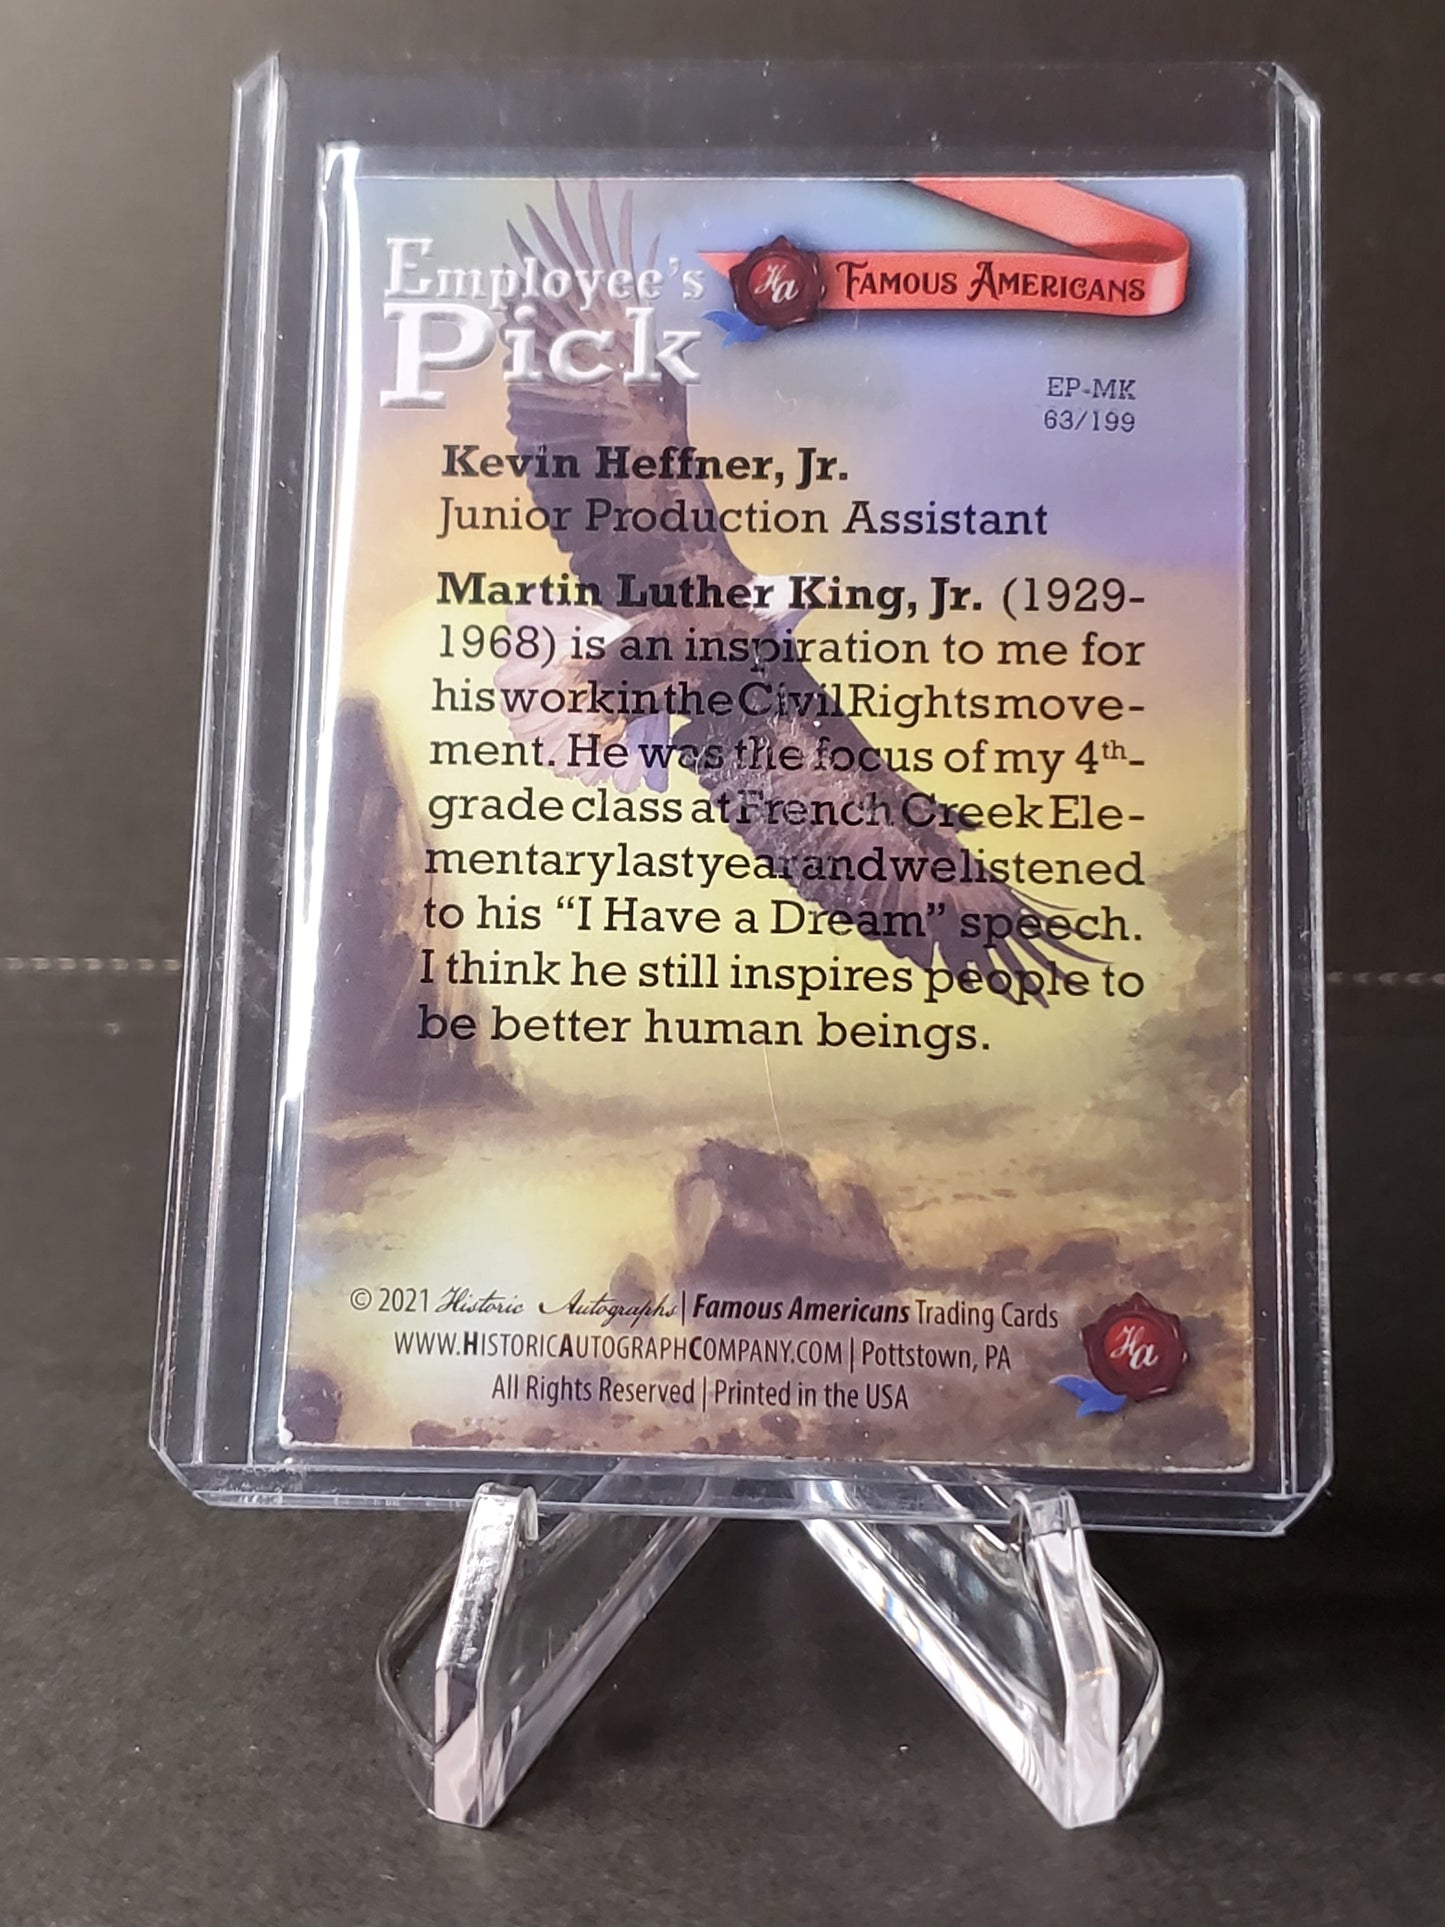 Employee's
Pick
Ha
Famous Americans
EP-MK
63/199
Kevin Heffner, Jr.
Junior Production Assistant
Martin Luther King, Jr. (1929-
1968) is an inspiration to me for
his work in the Civil Rights move-
ment. He was the focus of my 4th-
grade class at French Creek Ele-
mentary last year and we listened
to his “I Have a Dream” speech.
I think he still inspires people to
be better human beings.
© 2021 Historic Autographs | Famous Americans Trading Cards
WWW.HISTORICAUTOGRAPHCOMPANY.COM | Pottstown, PA
All Rights Reserved | Printed in the USA
Ha